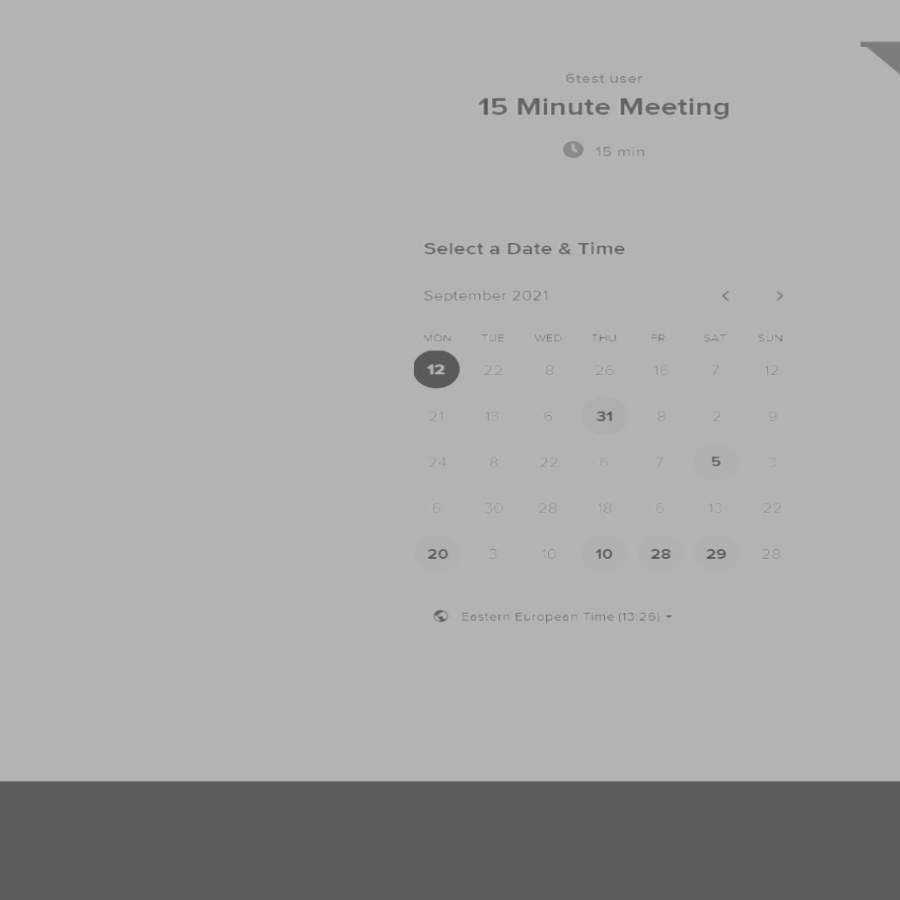 6test user
15 Minute Meeting
15 min
Select a Date & Time
September 2021
MON TUE WED THU FRI SAT SUN
12 22 8 26 16 7 12
21 13 6 31 8 2 9
24 8 22 6 7 5 3
6 30 28 18 6 13 22
20 3 10 10 28 29 28
Eastern European Time (13:26)